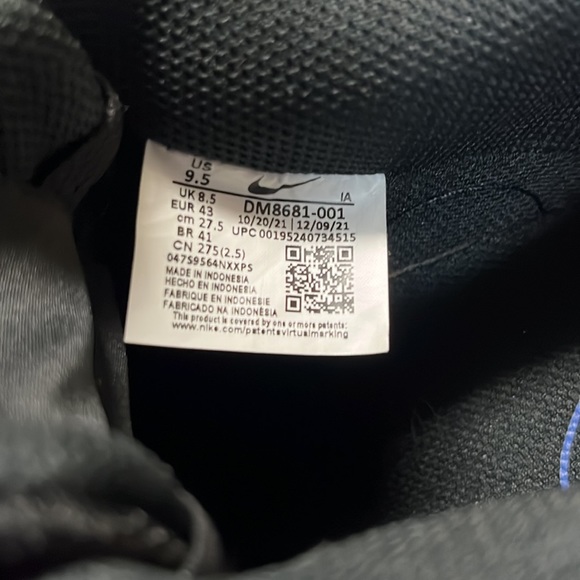 US
9.5
IA
UK 8.5
DM8681-001
EUR 43
10/20/21 | 12/09/21
cm 27.5
UPC 00195240734515
BR 41
CN 275(2.5)
047S9564NXXPS
MADE IN INDONESIA
HECHO EN INDONESIA
FABRIQUE EN INDONESIE
FABRICADO NA INDONÉSIA
This product is covered by one or more patents:
www.nike.com/patentsvirtualmarking